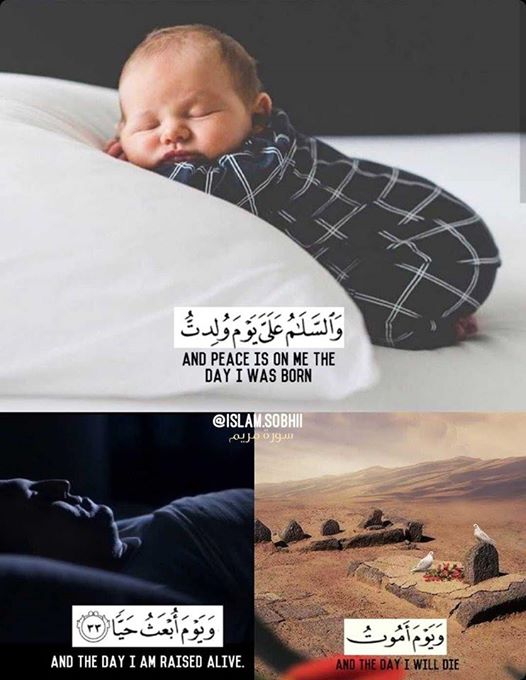 وَٱلسَّلَٰمُ عَلَىَّ يَوْمَ وُلِدتُّ
AND PEACE IS ON ME THE
DAY I WAS BORN
@ISLAM.SOBHII
سورة مريم
وَيَوْمَ أَمُوتُ
AND THE DAY I WILL DIE
وَيَوْمَ أُبْعَثُ حَيًّا ٣٣
AND THE DAY I AM RAISED ALIVE.